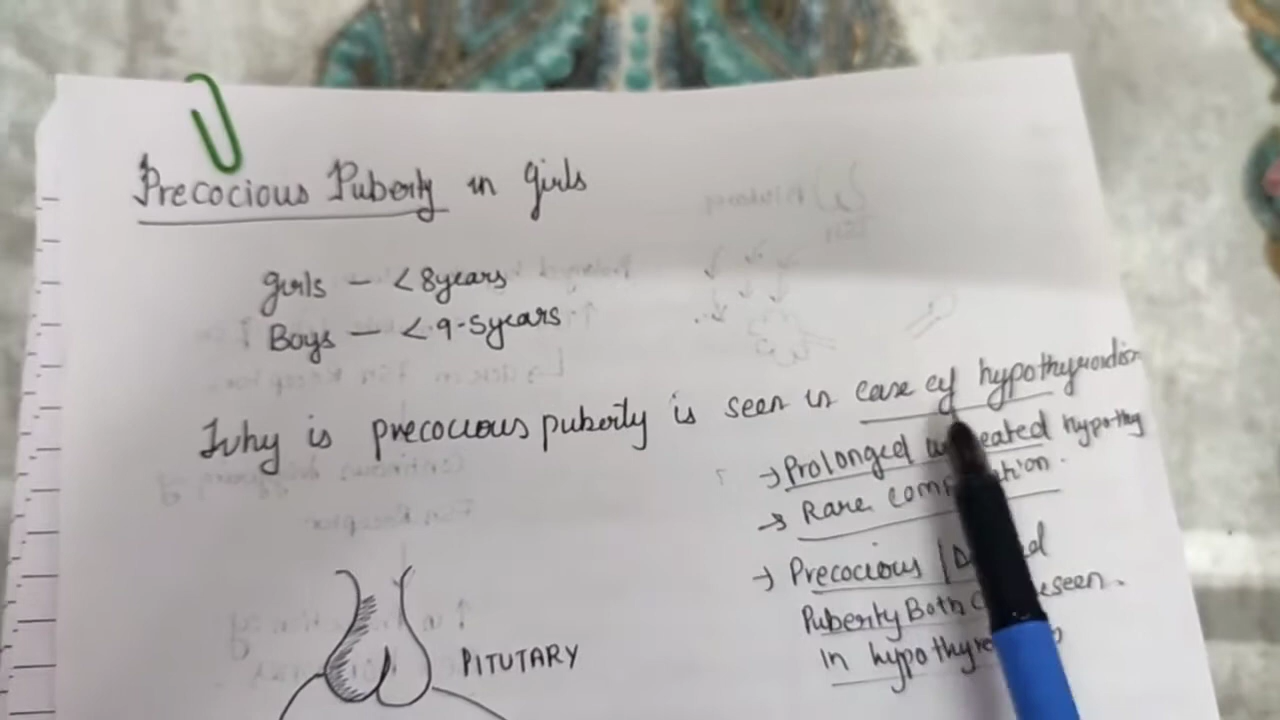 Precocious Puberty in girls
girls - < 8years
Boys - < 9.5years
Why is precocious puberty is seen in case of hypothyroidism
→ Prolonged hypothy
→ Rare
→ Precocious /
Puberty Both
in
PITUTARY